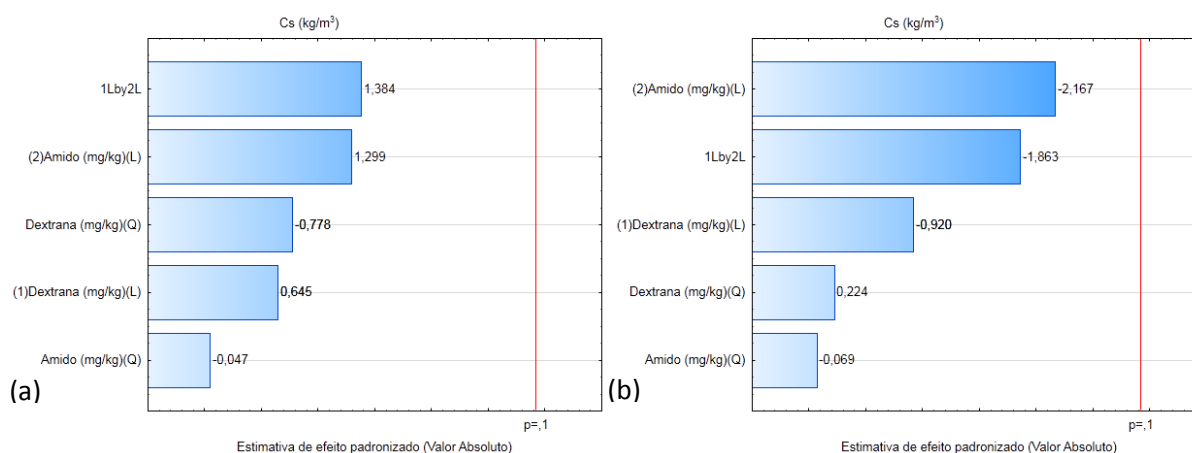 Cs (kg/m³)
1Lby2L
1,384
(2)Amido (mg/kg)(L)
1,299
Dextrana (mg/kg)(Q)
-0,778
(1)Dextrana (mg/kg)(L)
0,645
Amido (mg/kg)(Q)
-0,047
(a)
p=,1
Estimativa de efeito padronizado (Valor Absoluto)
Cs (kg/m³)
(2)Amido (mg/kg)(L)
-2,167
1Lby2L
-1,863
(1)Dextrana (mg/kg)(L)
-0,920
Dextrana (mg/kg)(Q)
0,224
Amido (mg/kg)(Q)
-0,069
(b)
p=,1
Estimativa de efeito padronizado (Valor Absoluto)